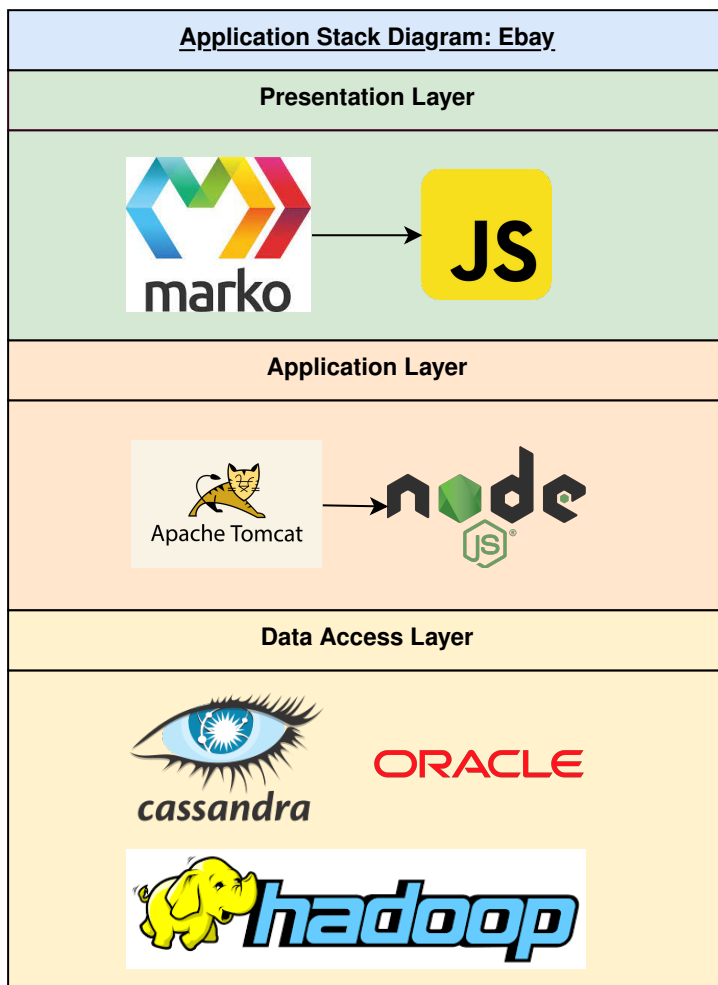 Application Stack Diagram: Ebay
Presentation Layer
marko
JS
Application Layer
Apache Tomcat
node
JS®
Data Access Layer
cassandra
ORACLE
hadoop